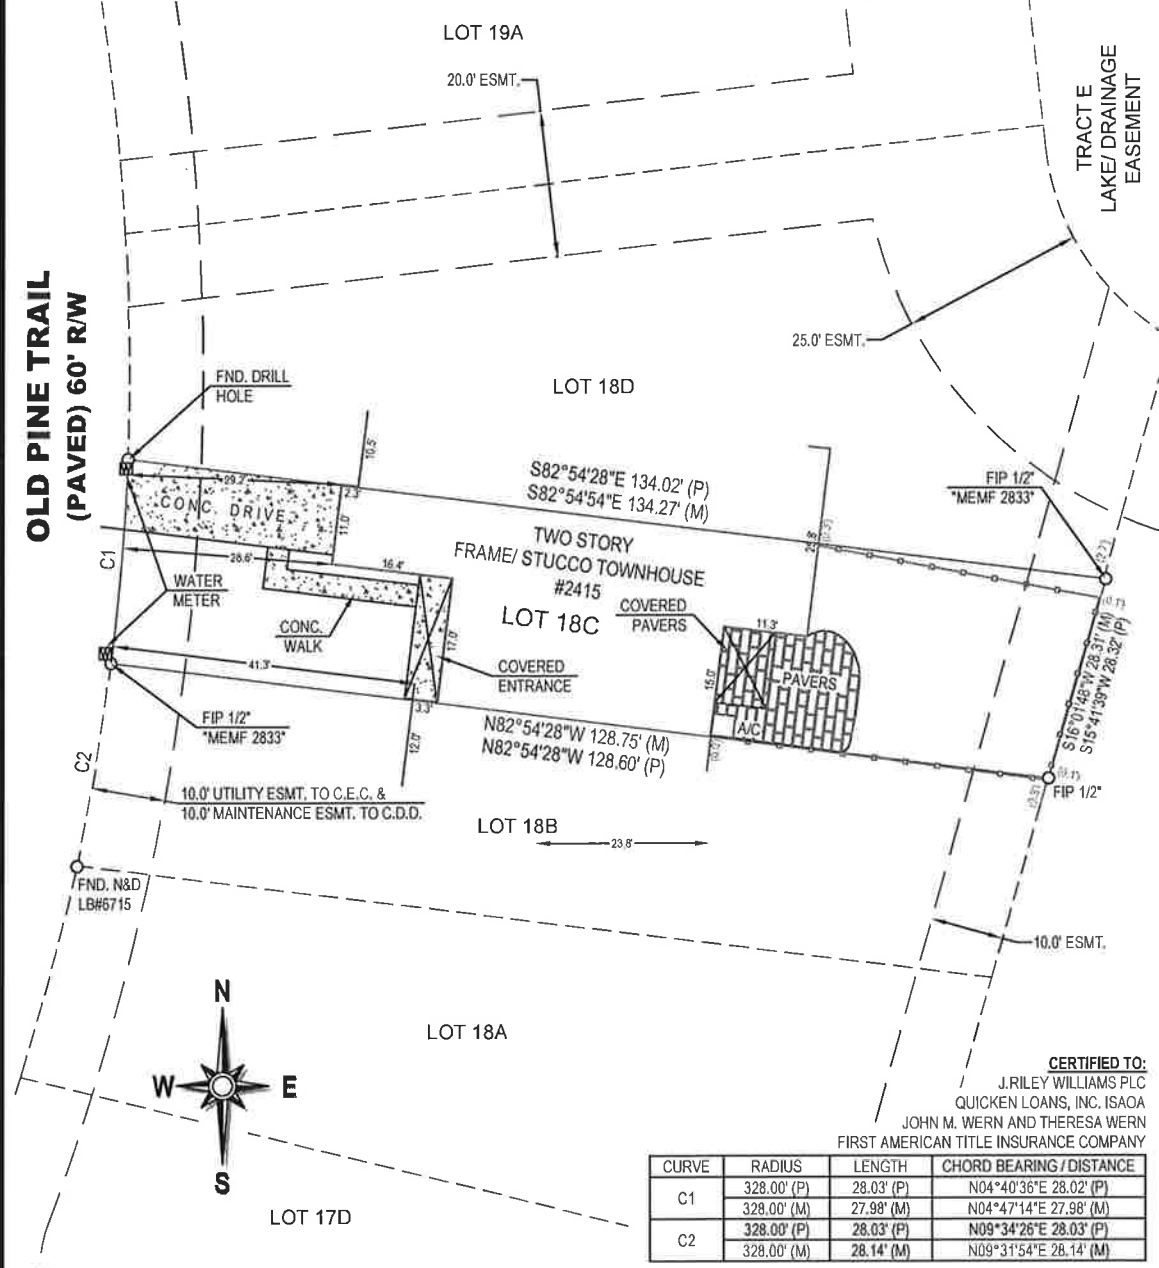 LOT 19A
20.0' ESMT.
TRACT E
LAKE/ DRAINAGE
EASEMENT
OLD PINE TRAIL
(PAVED) 60' R/W
25.0' ESMT.
FND. DRILL
HOLE
LOT 18D
10.5'
S82°54'28"E 134.02' (P)
S82°54'54"E 134.27' (M)
FIP 1/2"
"MEMF 2833"
29.2'
2.3'
CONC. DRIVE
11.0'
TWO STORY
FRAME/ STUCCO TOWNHOUSE
#2415
28.6'
16.4'
C1
WATER
METER
LOT 18C
COVERED
PAVERS
11.3'
CONC.
WALK
17.0'
41.3'
COVERED
ENTRANCE
15.0'
PAVERS
A/C
S16°01'48"W 28.31' (M)
S15°41'39"W 28.32' (P)
3.3'
FIP 1/2"
"MEMF 2833"
N82°54'28"W 128.75' (M)
N82°54'28"W 128.60' (P)
12.0'
C2
FIP 1/2"
10.0' UTILITY ESMT. TO C.E.C. &
10.0' MAINTENANCE ESMT. TO C.D.D.
LOT 18B
23.8'
FND. N&D
LB#6715
10.0' ESMT.
N
W E
S
LOT 18A
LOT 17D
CERTIFIED TO:
J.RILEY WILLIAMS PLC
QUICKEN LOANS, INC. ISAOA
JOHN M. WERN AND THERESA WERN
FIRST AMERICAN TITLE INSURANCE COMPANY
CURVE RADIUS LENGTH CHORD BEARING / DISTANCE
C1 328.00' (P) 28.03' (P) N04°40'36"E 28.02' (P)
328.00' (M) 27.98' (M) N04°47'14"E 27.98' (M)
C2 328.00' (P) 28.03' (P) N09°34'26"E 28.03' (P)
328.00' (M) 28.14' (M) N09°31'54"E 28.14' (M)